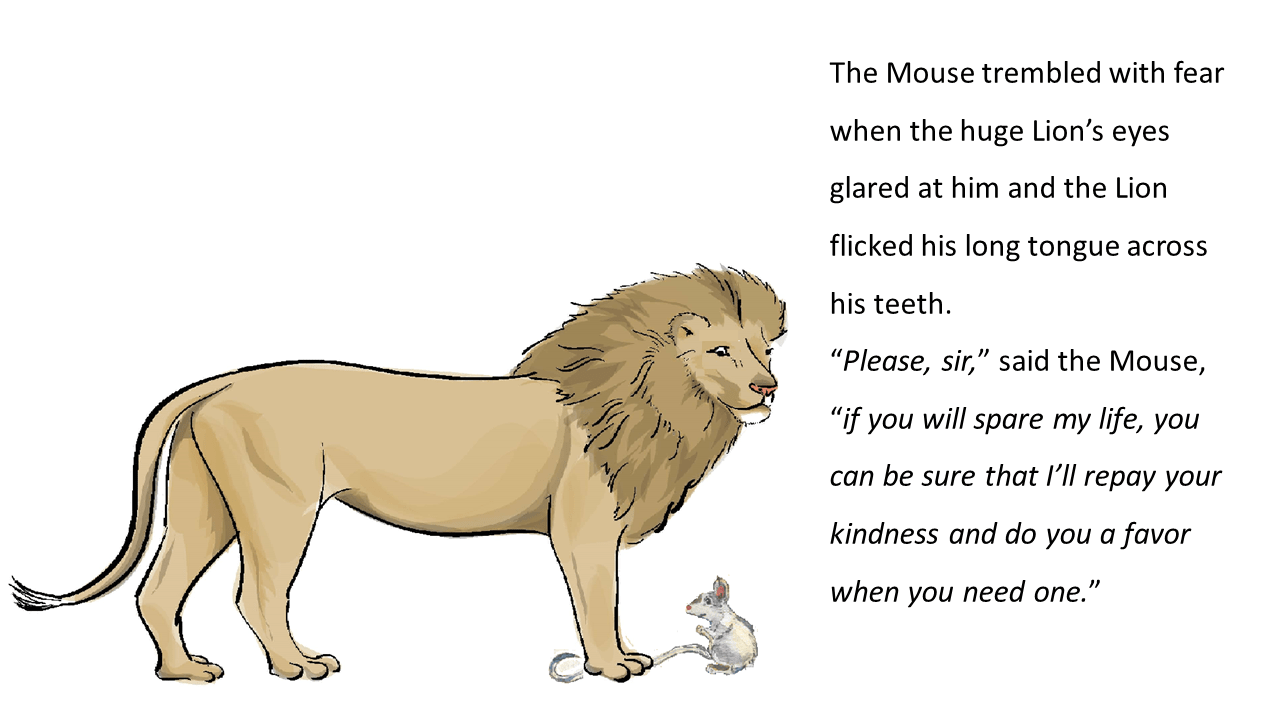 The Mouse trembled with fear
when the huge Lion’s eyes
glared at him and the Lion
flicked his long tongue across
his teeth.
“Please, sir,” said the Mouse,
“if you will spare my life, you
can be sure that I’ll repay your
kindness and do you a favor
when you need one.”